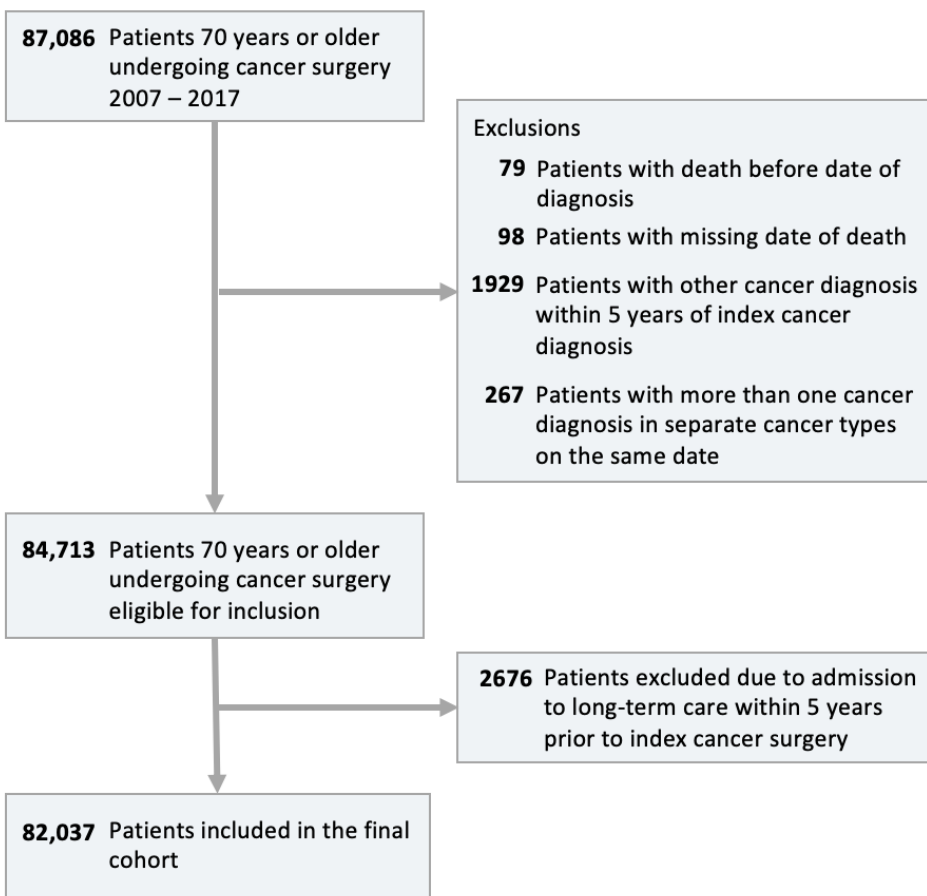 87,086 Patients 70 years or older
undergoing cancer surgery
2007 – 2017
Exclusions
79 Patients with death before date of
diagnosis
98 Patients with missing date of death
1929 Patients with other cancer diagnosis
within 5 years of index cancer
diagnosis
267 Patients with more than one cancer
diagnosis in separate cancer types
on the same date
84,713 Patients 70 years or older
undergoing cancer surgery
eligible for inclusion
2676 Patients excluded due to admission
to long-term care within 5 years
prior to index cancer surgery
82,037 Patients included in the final
cohort